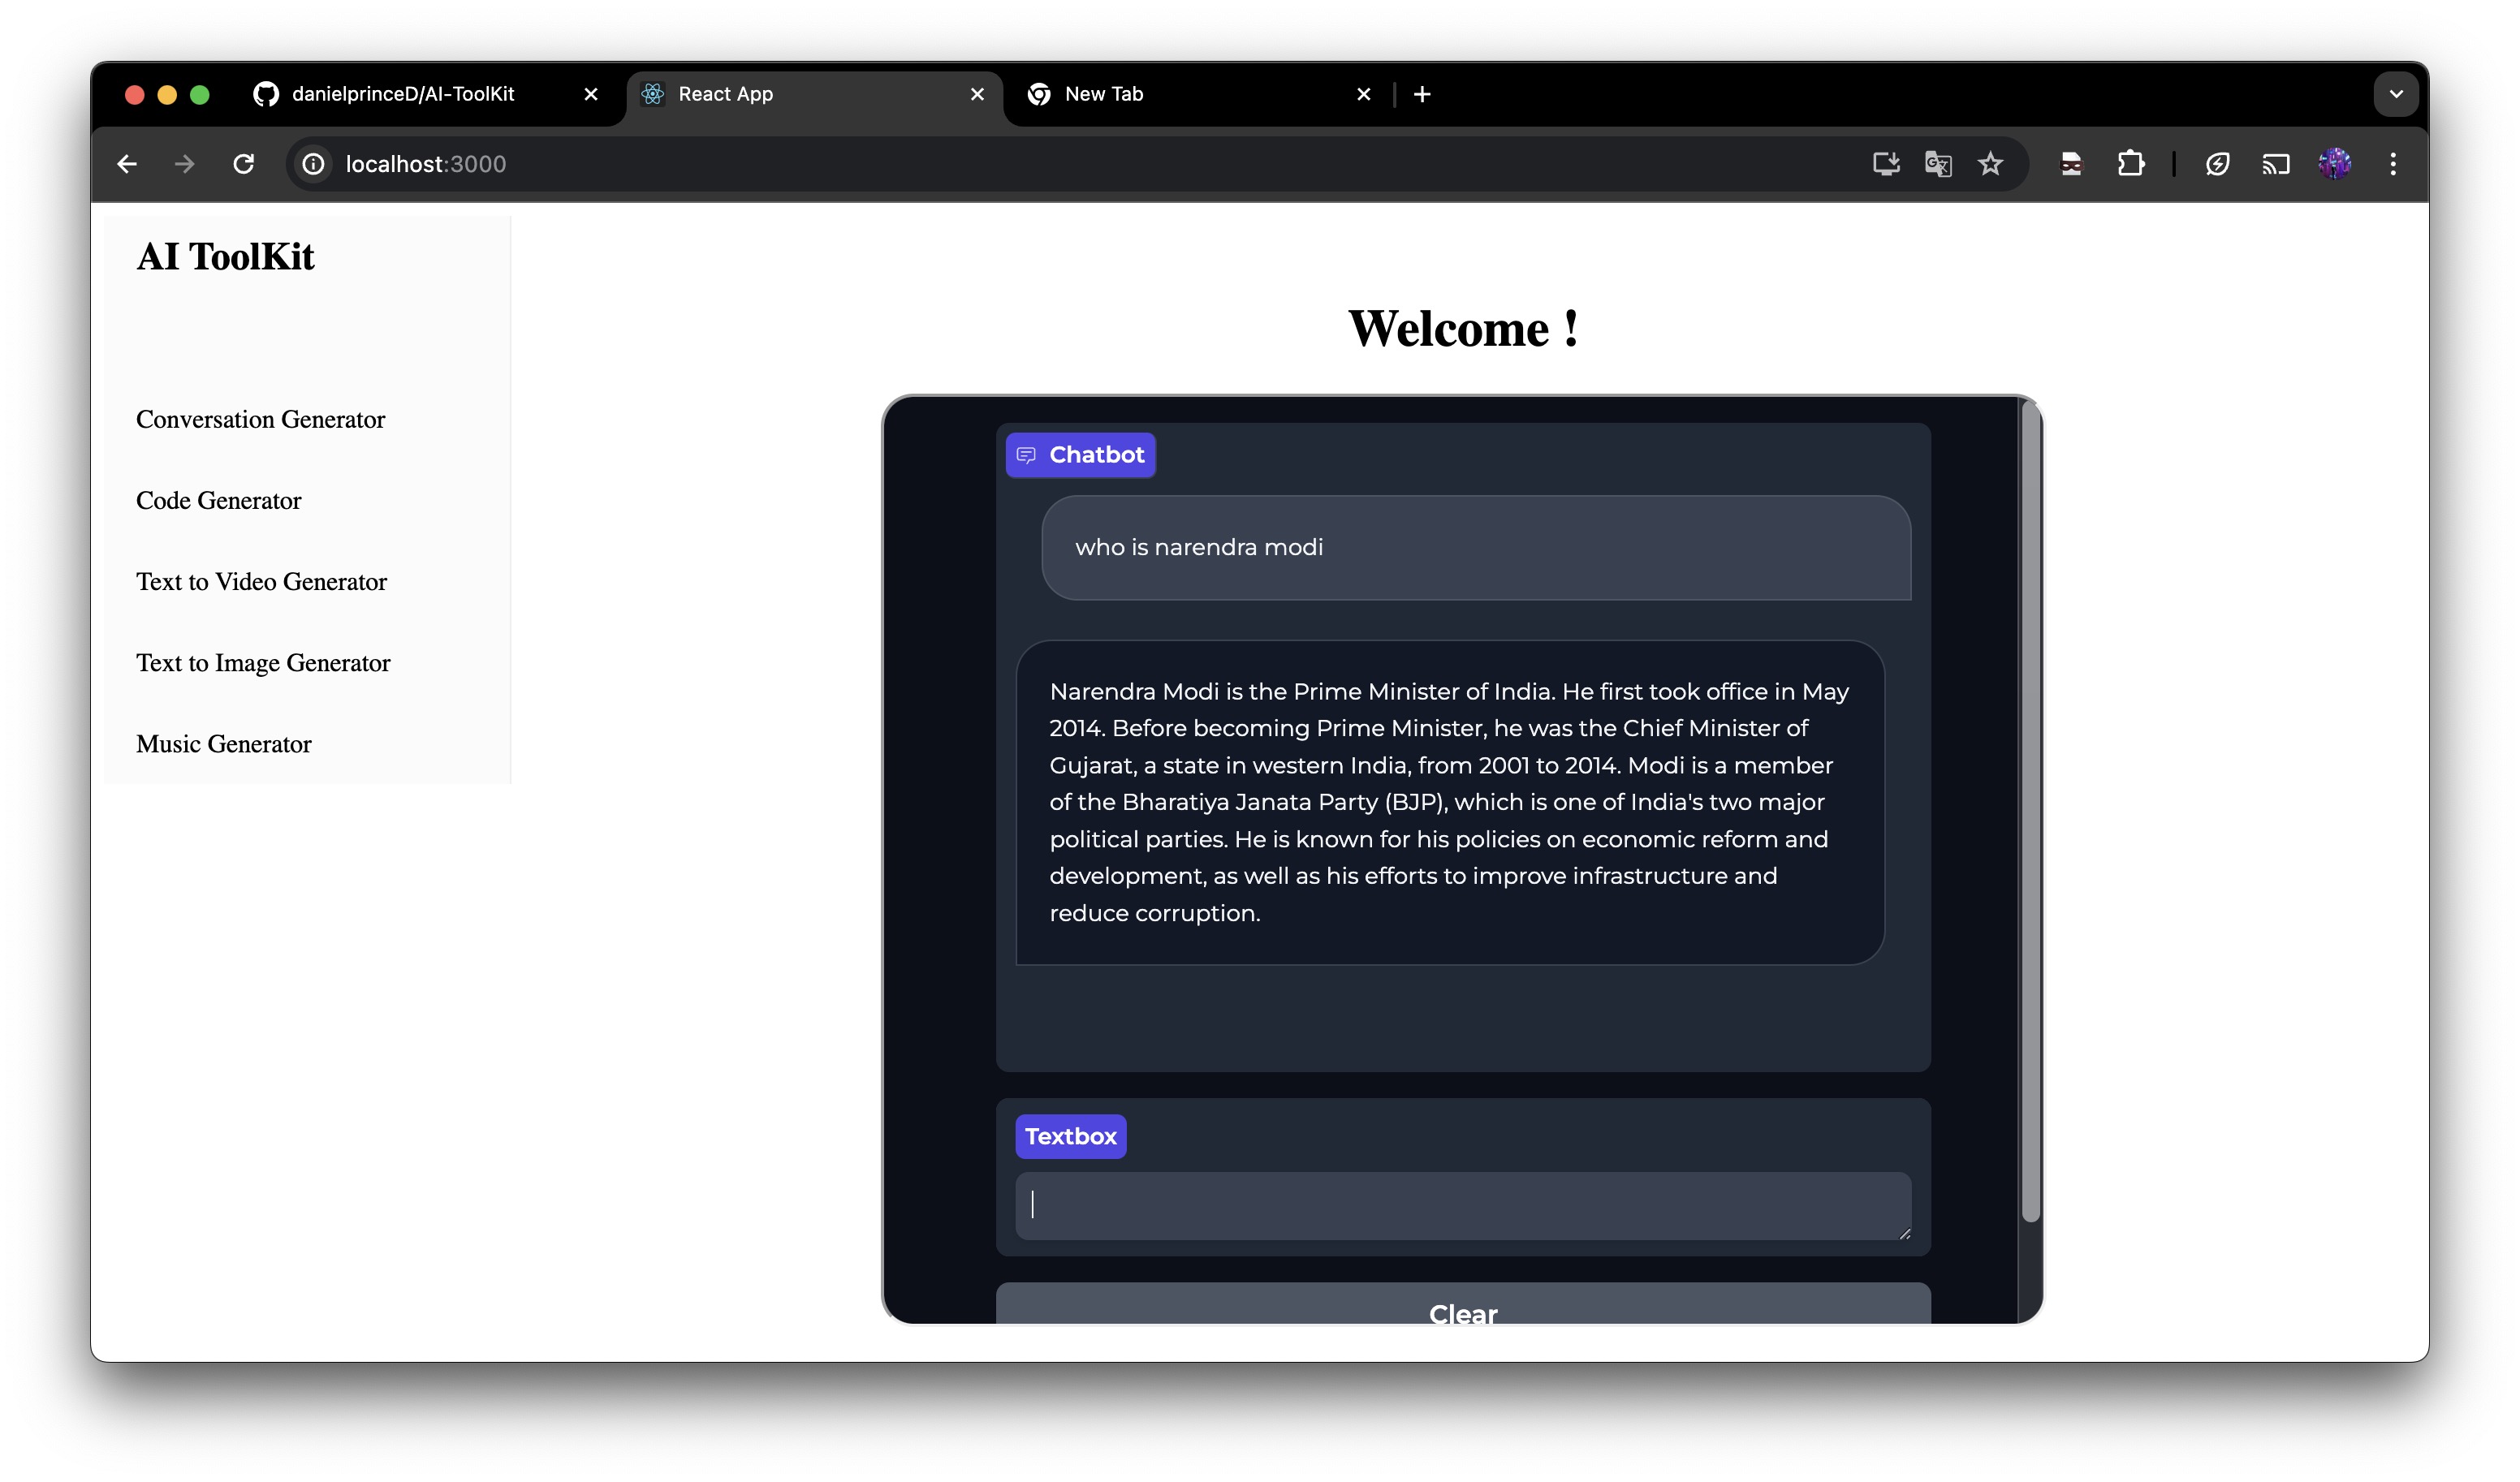 danielprinceD/AI-ToolKit
React App
New Tab
localhost:3000
AI ToolKit
Conversation Generator
Code Generator
Text to Video Generator
Text to Image Generator
Music Generator
Welcome !
Chatbot
who is narendra modi
Narendra Modi is the Prime Minister of India. He first took office in May
2014. Before becoming Prime Minister, he was the Chief Minister of
Gujarat, a state in western India, from 2001 to 2014. Modi is a member
of the Bharatiya Janata Party (BJP), which is one of India's two major
political parties. He is known for his policies on economic reform and
development, as well as his efforts to improve infrastructure and
reduce corruption.
Textbox
Clear